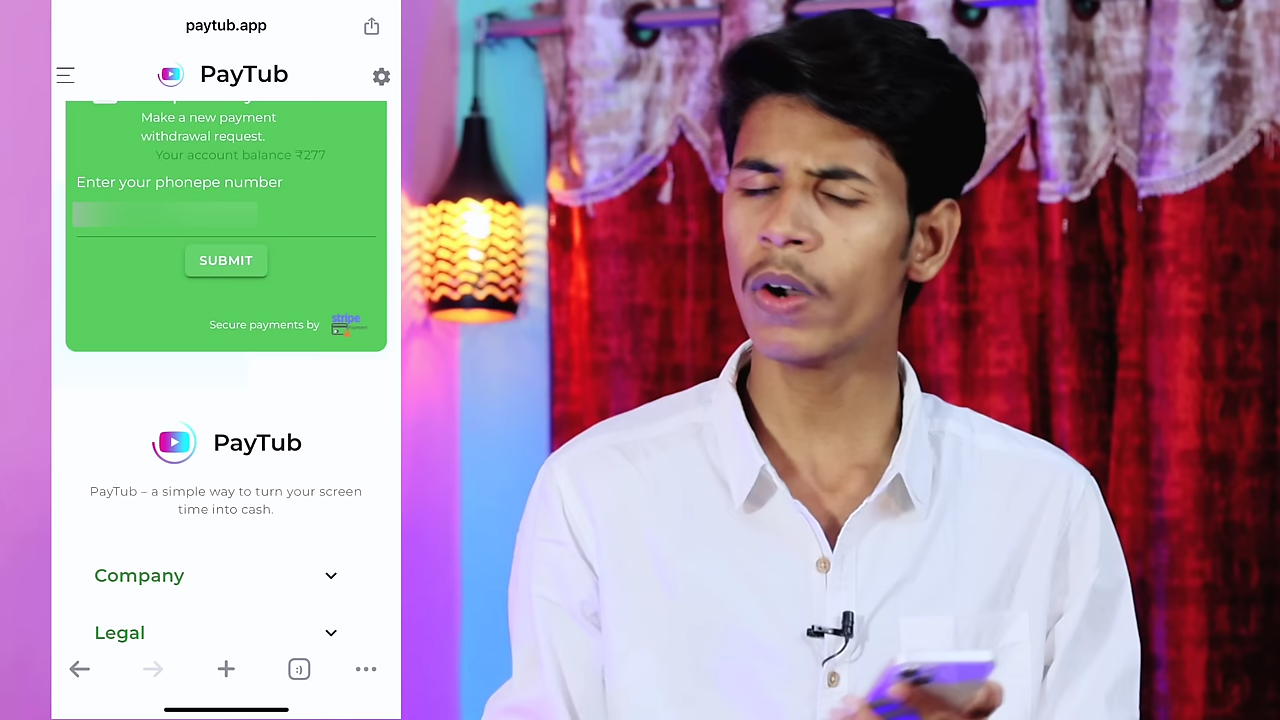 paytub.app
PayTub
Make a new payment
withdrawal request.
Your account balance ₹277
Enter your phonepe number
SUBMIT
Secure payments by
stripe
PayTub
PayTub – a simple way to turn your screen
time into cash.
Company
Legal
:)